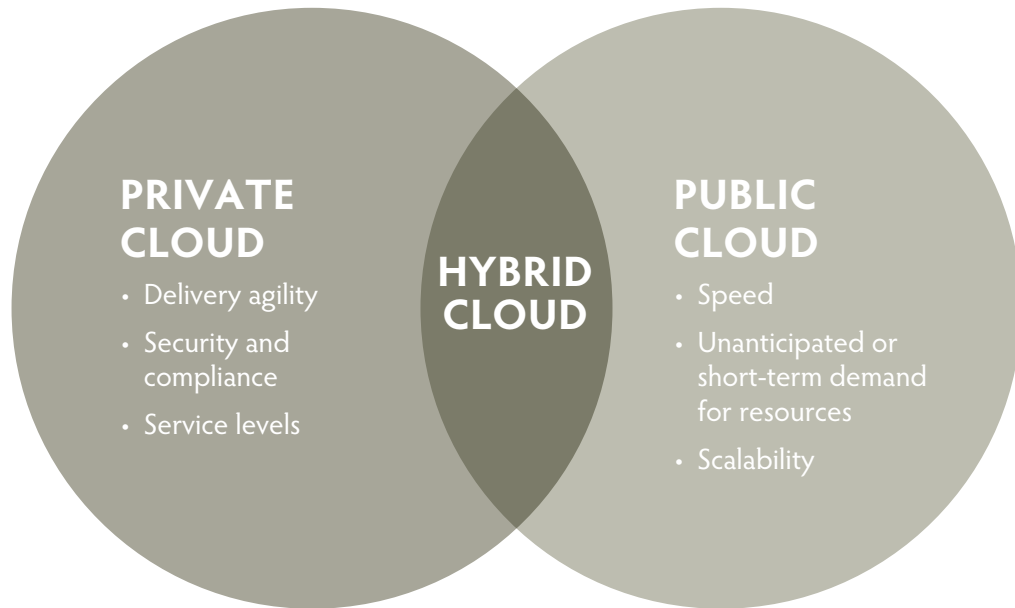 PRIVATE
CLOUD
• Delivery agility
• Security and
compliance
• Service levels
HYBRID
CLOUD
PUBLIC
CLOUD
• Speed
• Unanticipated or
short-term demand
for resources
• Scalability